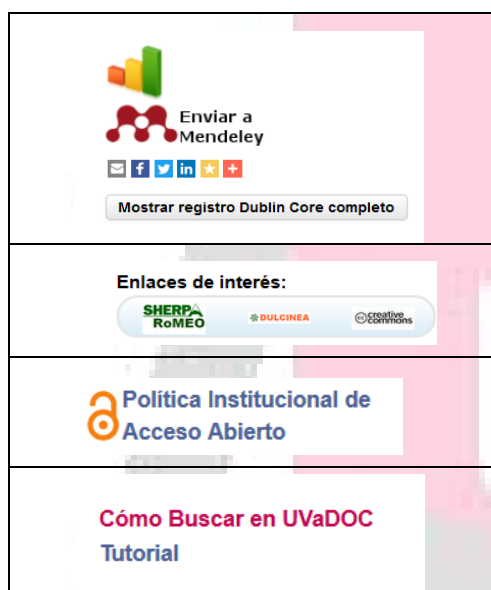 Enviar a
Mendeley
Mostrar registro Dublin Core completo
Enlaces de interés:
SHERPA RoMEO DULCINEA creative commons
Política Institucional de
Acceso Abierto
Cómo Buscar en UVaDOC
Tutorial